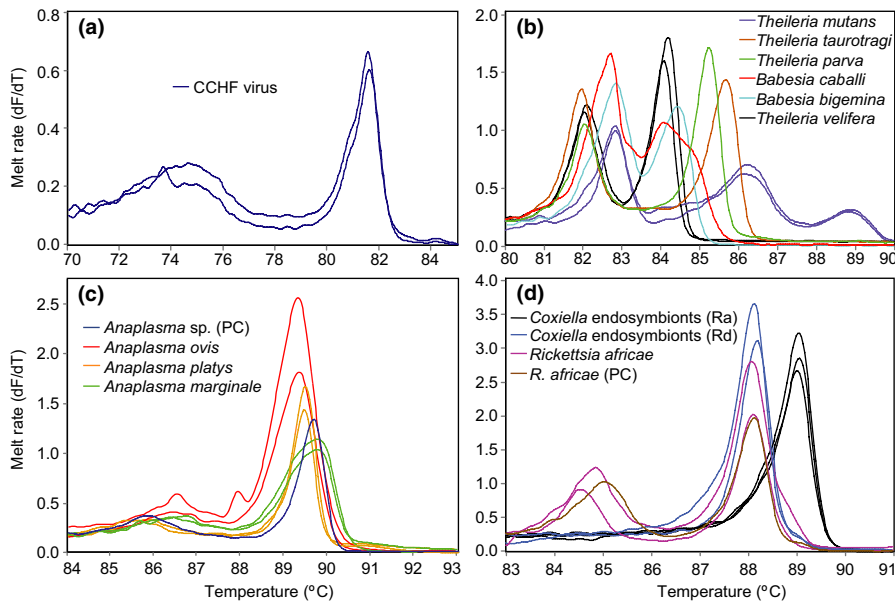 (a)
CCHF virus
Melt rate (dF/dT)
0.8
0.6
0.4
0.2
0.0
70 72 74 76 78 80 82 84
(b)
Theileria mutans
Theileria taurotragi
Theileria parva
Babesia caballi
Babesia bigemina
Theileria velifera
2.0
1.5
1.0
0.5
0.0
80 81 82 83 84 85 86 87 88 89 90
(c)
Anaplasma sp. (PC)
Anaplasma ovis
Anaplasma platys
Anaplasma marginale
Melt rate (dF/dT)
2.5
2.0
1.5
1.0
0.5
0.0
84 85 86 87 88 89 90 91 92 93
Temperature (°C)
(d)
Coxiella endosymbionts (Ra)
Coxiella endosymbionts (Rd)
Rickettsia africae
R. africae (PC)
4.0
3.5
3.0
2.5
2.0
1.5
1.0
0.5
0.0
83 84 85 86 87 88 89 90 91
Temperature (°C)